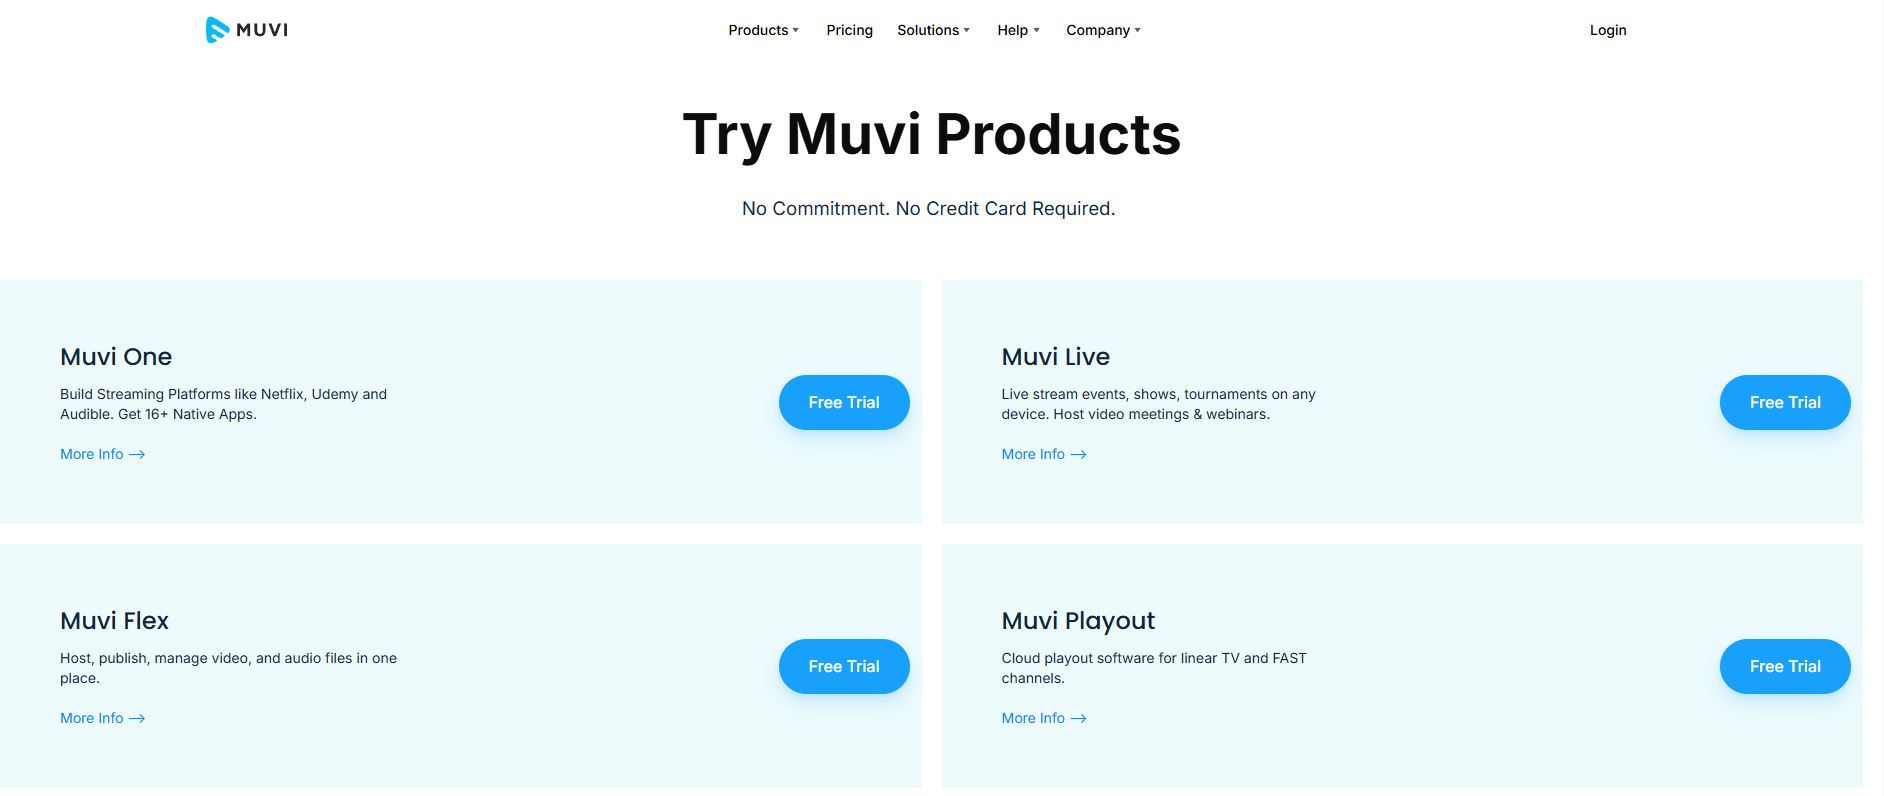 MUVI
Products Pricing Solutions Help Company
Login
Try Muvi Products
No Commitment. No Credit Card Required.
Muvi One
Build Streaming Platforms like Netflix, Udemy and
Audible. Get 16+ Native Apps.
More Info
Free Trial
Muvi Live
Live stream events, shows, tournaments on any
device. Host video meetings & webinars.
More Info
Free Trial
Muvi Flex
Host, publish, manage video, and audio files in one
place.
More Info
Free Trial
Muvi Playout
Cloud playout software for linear TV and FAST
channels.
More Info
Free Trial